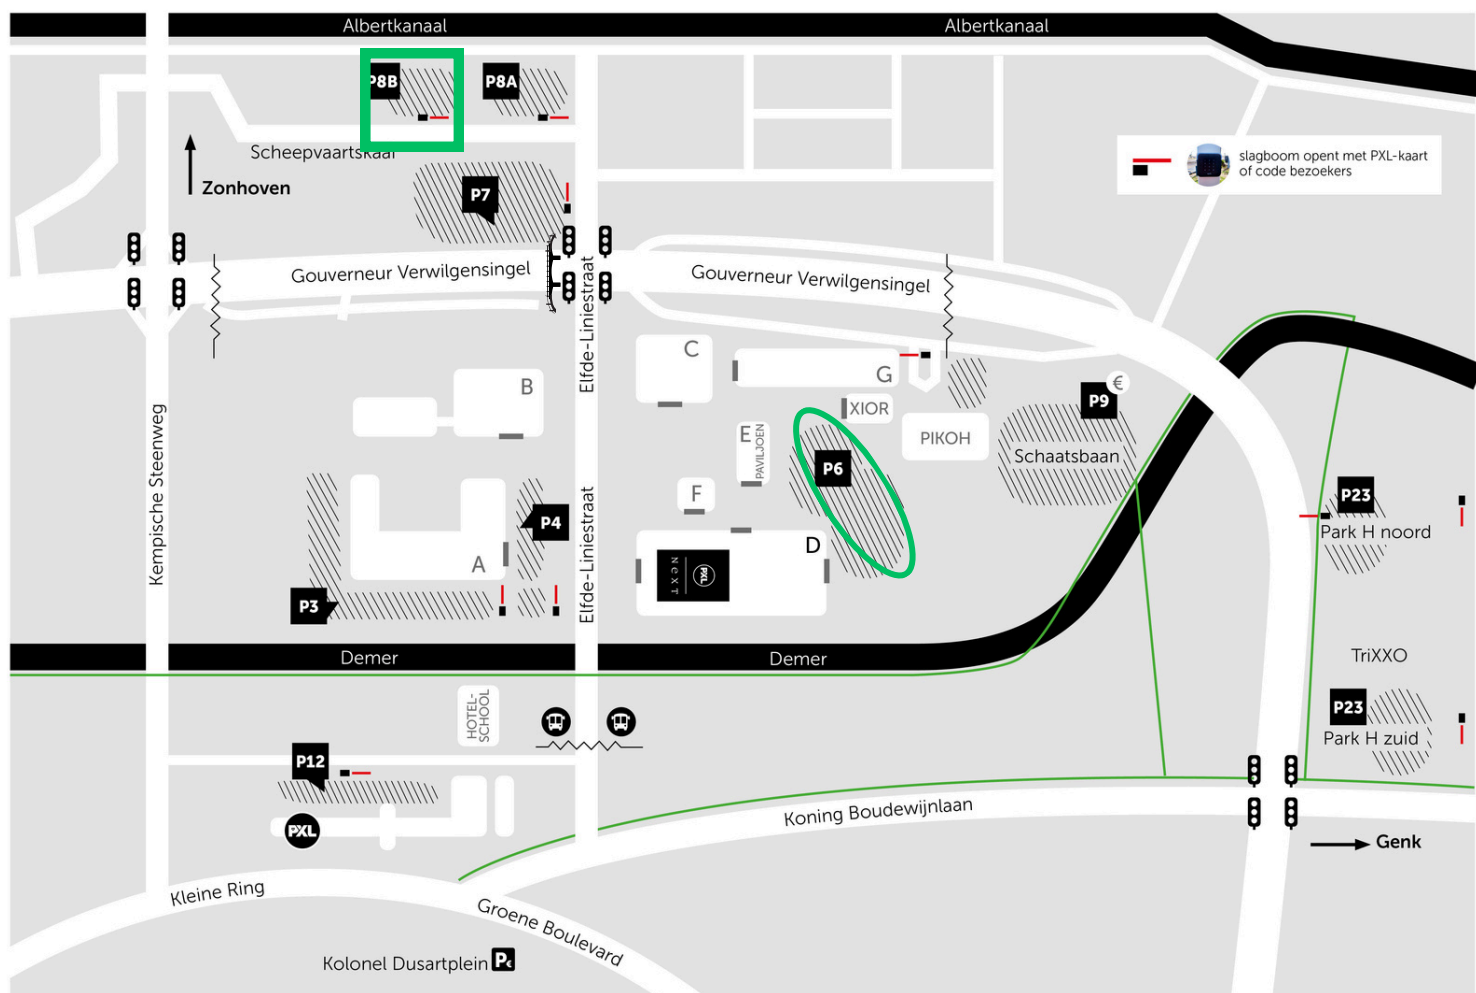 Albertkanaal
Albertkanaal
P8B
P8A
Scheepvaartskaai
Zonhoven
P7
slagboom opent met PXL-kaart
of code bezoekers
Gouverneur Verwilgensingel
Gouverneur Verwilgensingel
Elfde-Liniestraat
Kempische Steenweg
B
C
G
XIOR
E
PAVILJOEN
PIKOH
P9
€
Schaatsbaan
P6
F
P4
Elfde-Liniestraat
A
D
PXL
NeXT
P3
P23
Park H noord
Demer
Demer
TriXXO
P23
Park H zuid
HOTEL-
SCHOOL
P12
PXL
Koning Boudewijnlaan
Genk
Kleine Ring
Groene Boulevard
Kolonel Dusartplein P€